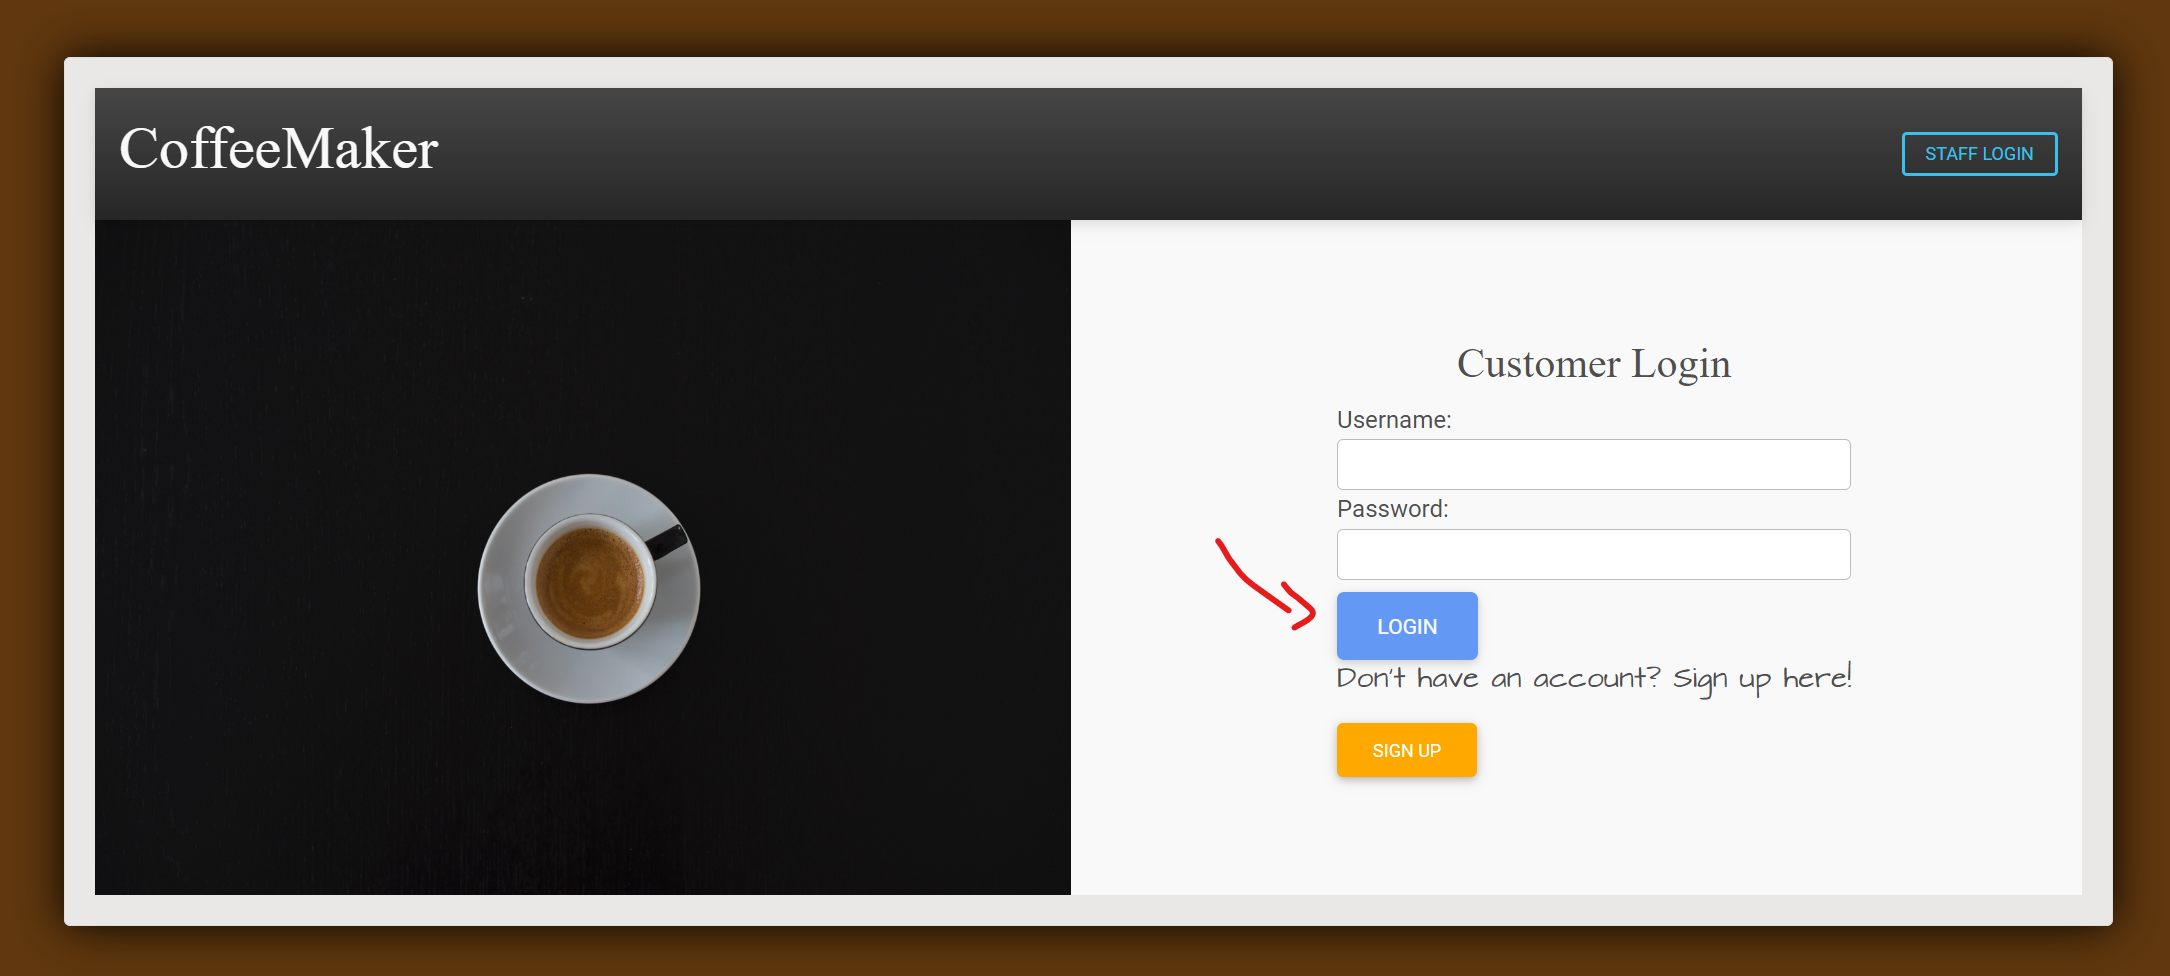 CoffeeMaker
STAFF LOGIN
Customer Login
Username:
Password:
LOGIN
Don't have an account? Sign up here!
SIGN UP